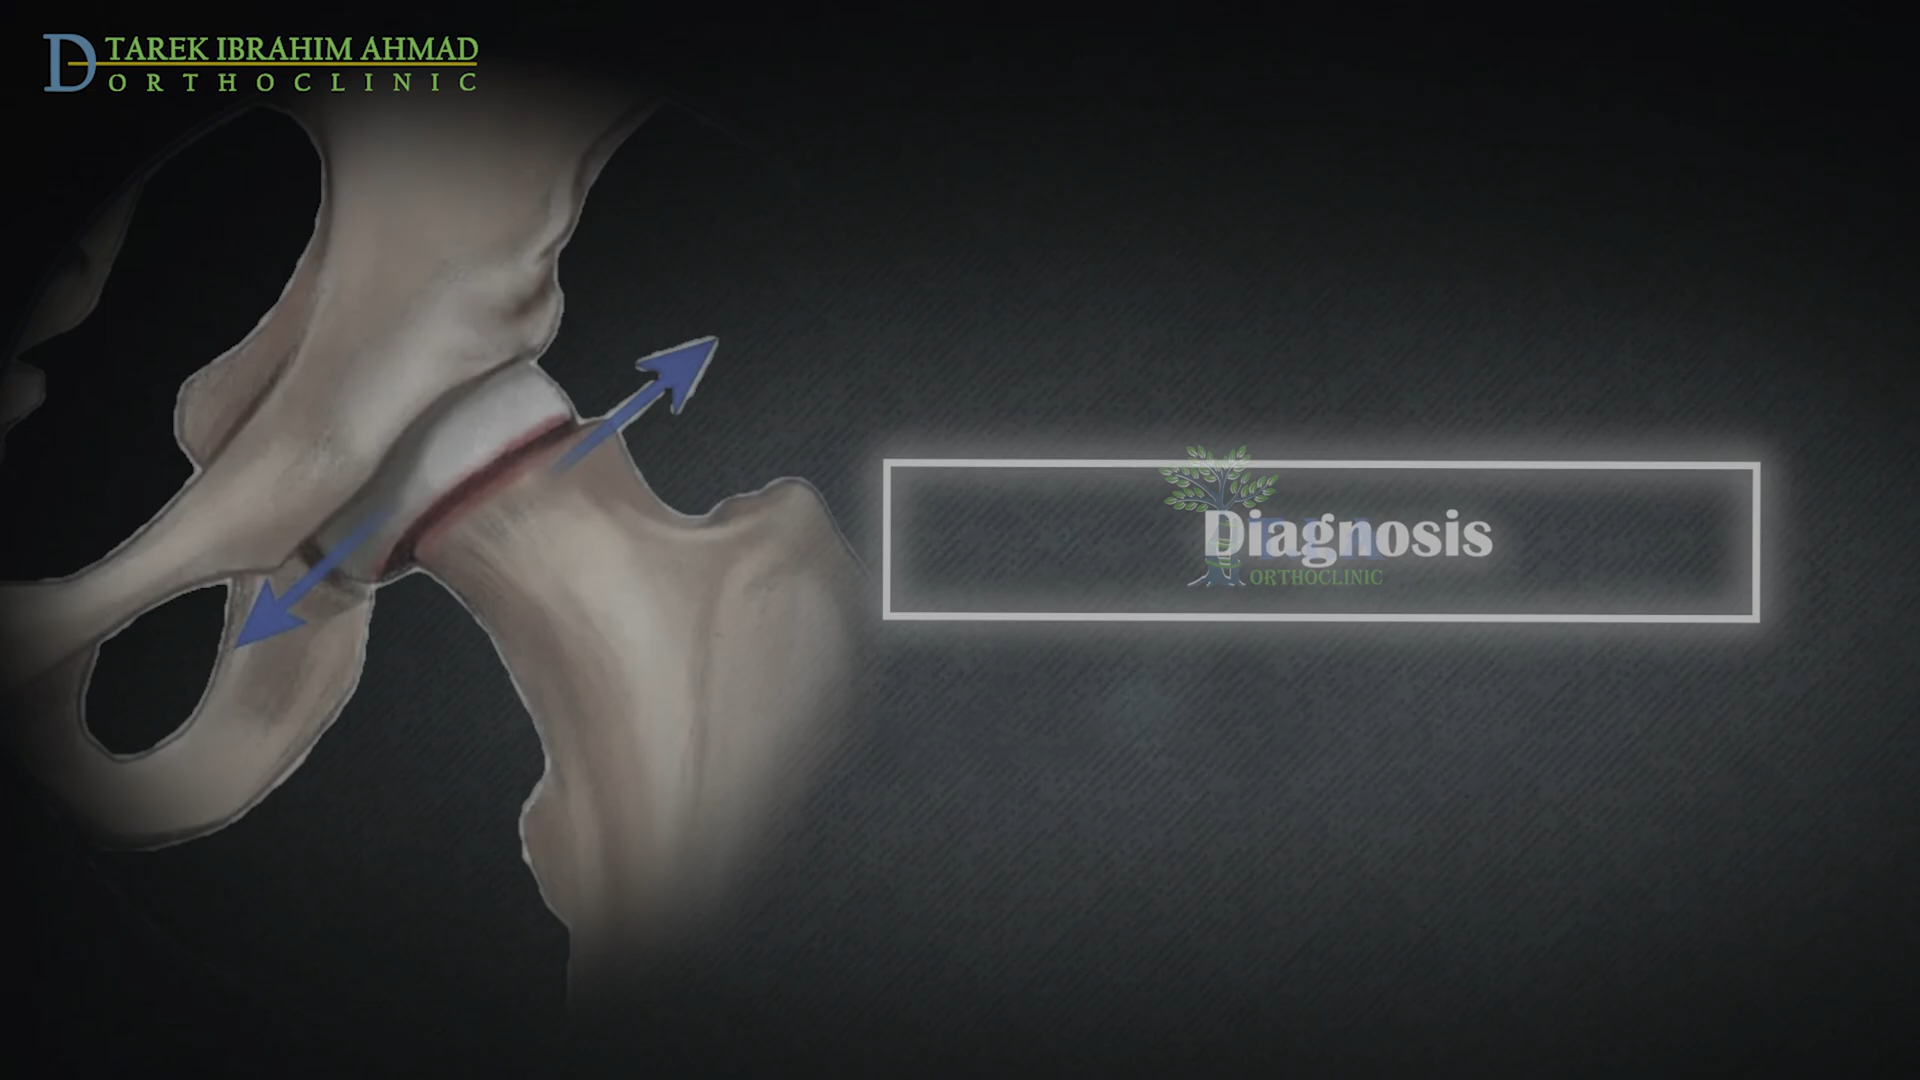 D TAREK IBRAHIM AHMAD
ORTHOCLINIC
Diagnosis
ORTHOCLINIC